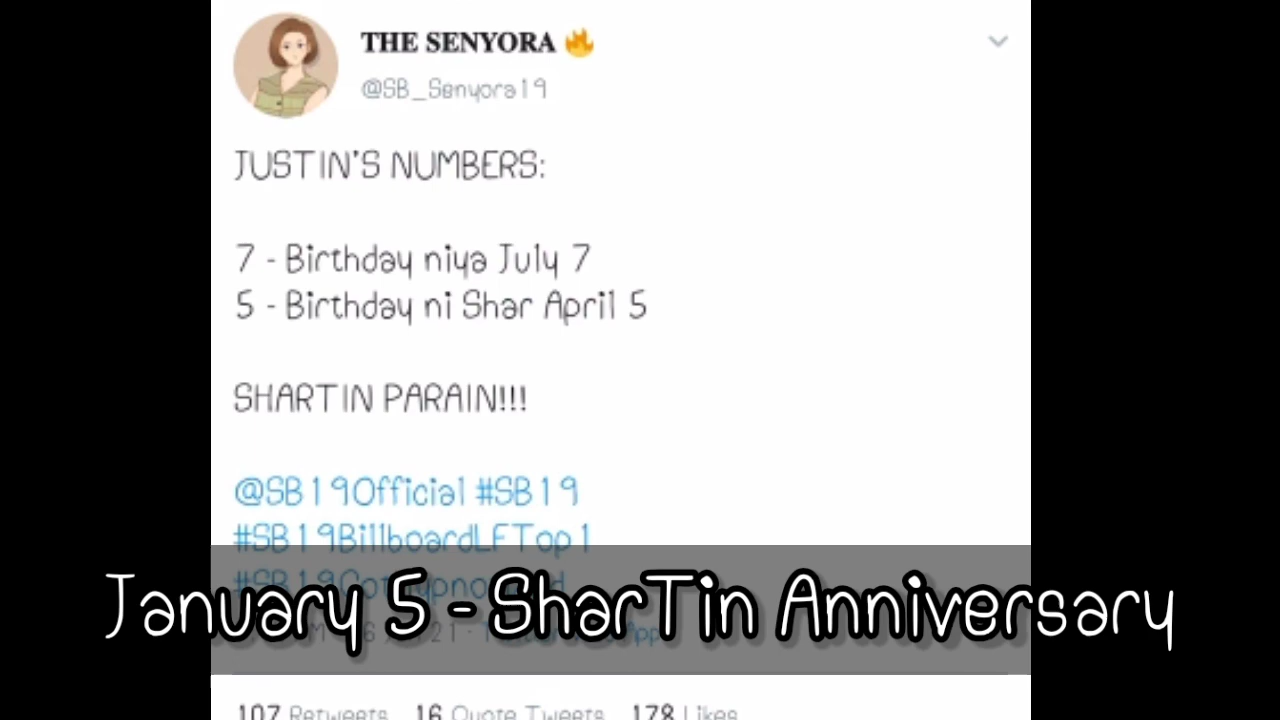 THE SENYORA 🔥
@SB_Senyora19
JUSTIN'S NUMBERS:
7 - Birthday niya July 7
5 - Birthday ni Shar April 5
SHARTIN PARAIN!!!
@SB19Official #SB19
#SB19BillboardLFTop1
January 5 - SharTin Anniversary
107 Retweets 16 Quote Tweets 178 Likes